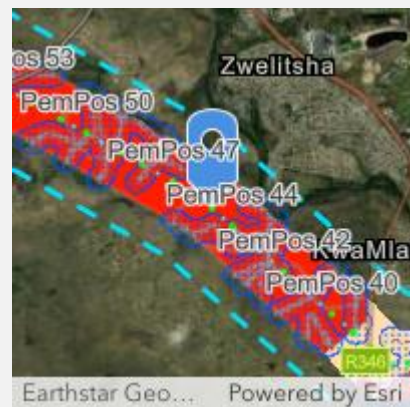 Zwelitsha
os 53
PemPos 50
PemPos 47
PemPos 44
PemPos 42
KwaMla
PemPos 40
R346
Earthstar Geo... Powered by Esri